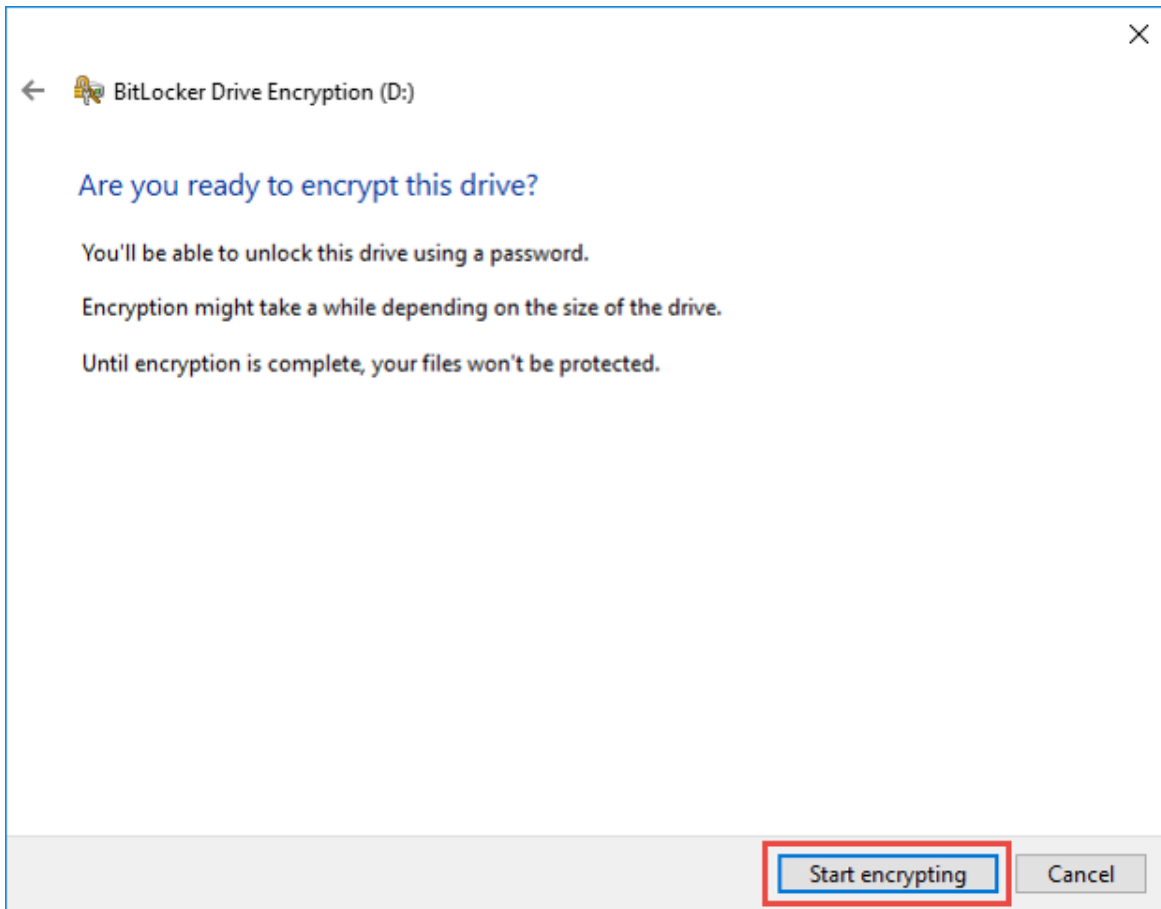 BitLocker Drive Encryption (D:)
Are you ready to encrypt this drive?
You'll be able to unlock this drive using a password.
Encryption might take a while depending on the size of the drive.
Until encryption is complete, your files won't be protected.
Start encrypting
Cancel